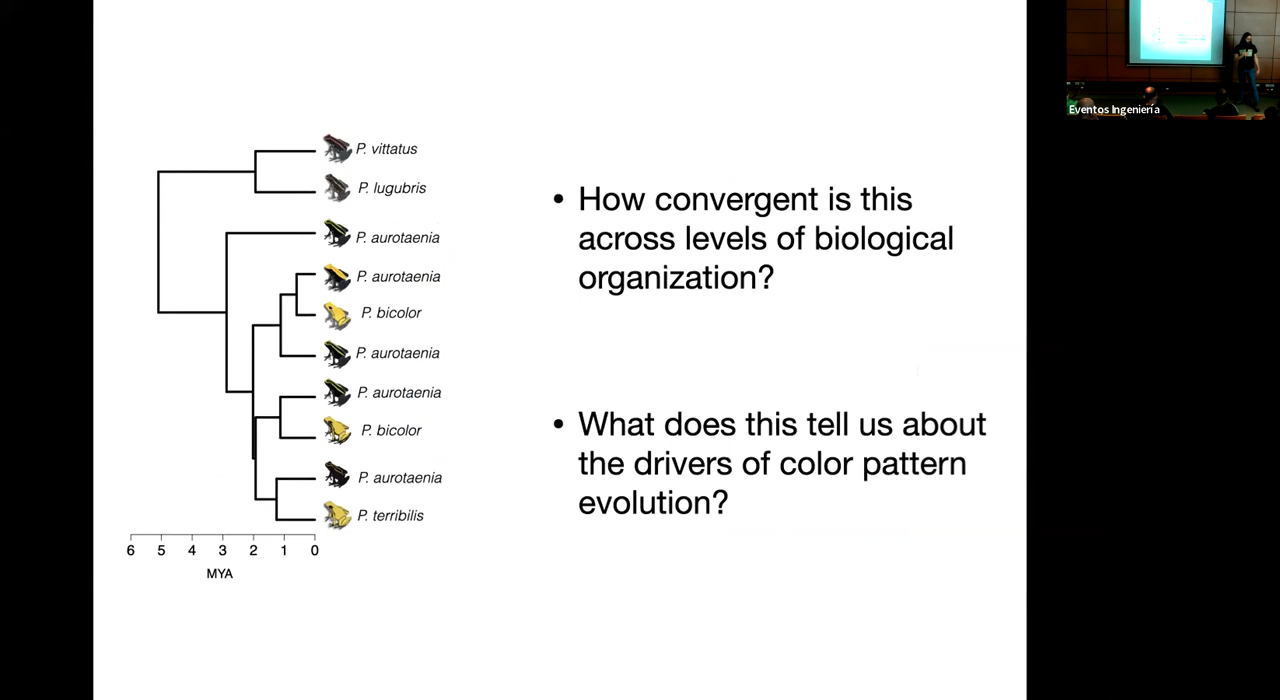 Eventos Ingeniería
P. vittatus
P. lugubris
P. aurotaenia
P. aurotaenia
P. bicolor
P. aurotaenia
P. aurotaenia
P. bicolor
P. aurotaenia
P. terribilis
6 5 4 3 2 1 0
MYA
• How convergent is this
across levels of biological
organization?
• What does this tell us about
the drivers of color pattern
evolution?